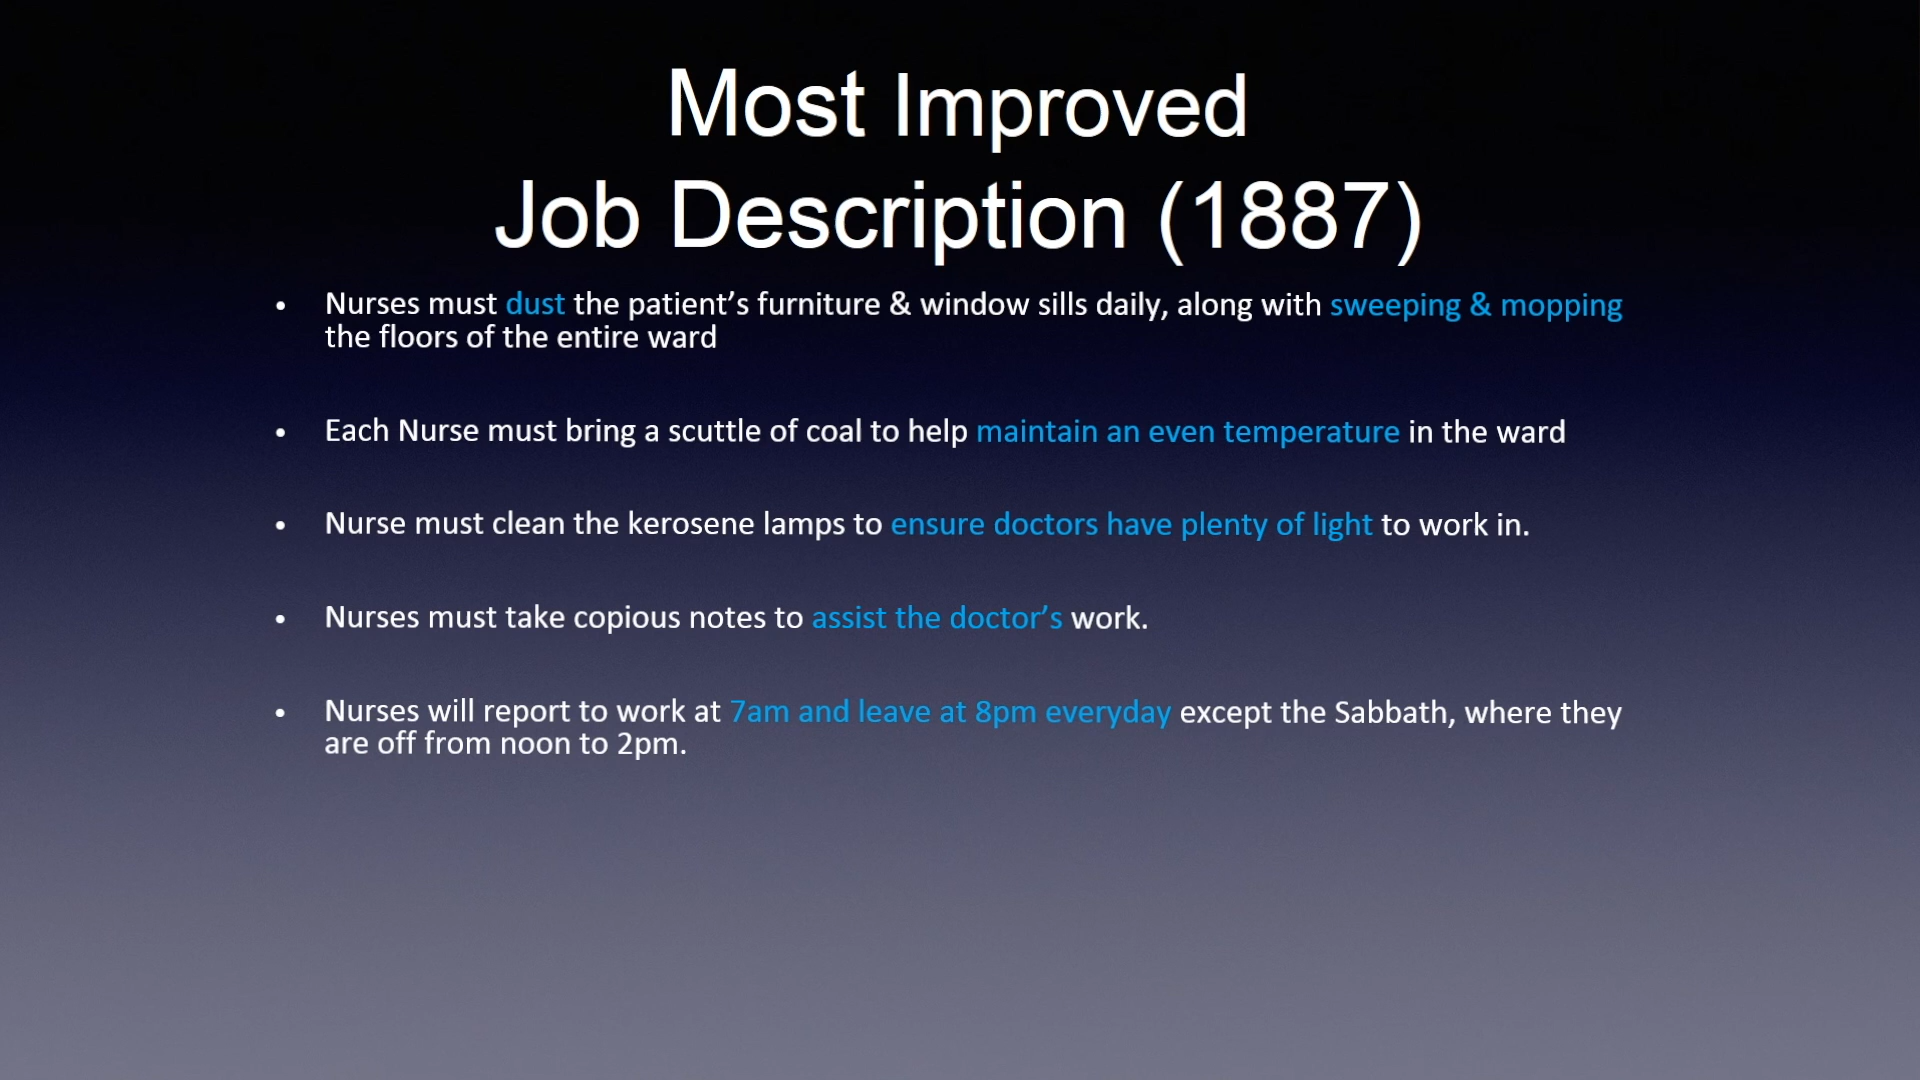 Most Improved
Job Description (1887)
• Nurses must dust the patient’s furniture & window sills daily, along with sweeping & mopping
the floors of the entire ward
• Each Nurse must bring a scuttle of coal to help maintain an even temperature in the ward
• Nurse must clean the kerosene lamps to ensure doctors have plenty of light to work in.
• Nurses must take copious notes to assist the doctor’s work.
• Nurses will report to work at 7am and leave at 8pm everyday except the Sabbath, where they
are off from noon to 2pm.